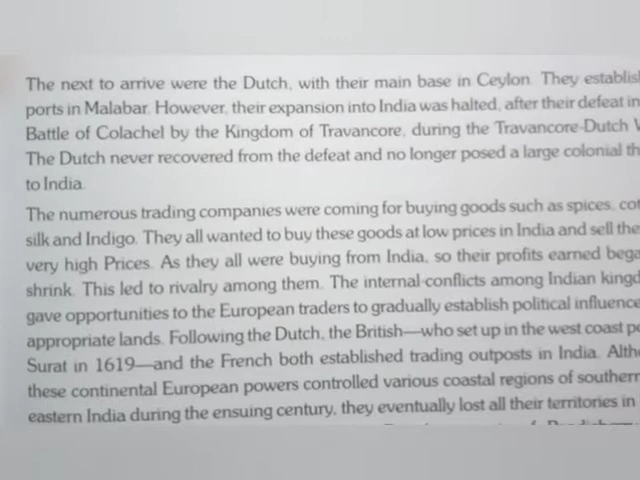 The next to arrive were the Dutch, with their main base in Ceylon. They establis
ports in Malabar. However, their expansion into India was halted, after their defeat in
Battle of Colachel by the Kingdom of Travancore, during the Travancore-Dutch
The Dutch never recovered from the defeat and no longer posed a large colonial th
to India.
The numerous trading companies were coming for buying goods such as spices, cot
silk and Indigo. They all wanted to buy these goods at low prices in India and sell the
very high Prices. As they all were buying from India, so their profits earned bega
shrink. This led to rivalry among them. The internal conflicts among Indian kingd
gave opportunities to the European traders to gradually establish political influence
appropriate lands. Following the Dutch, the British—who set up in the west coast po
Surat in 1619—and the French both established trading outposts in India. Alth
these continental European powers controlled various coastal regions of southern
eastern India during the ensuing century, they eventually lost all their territories in